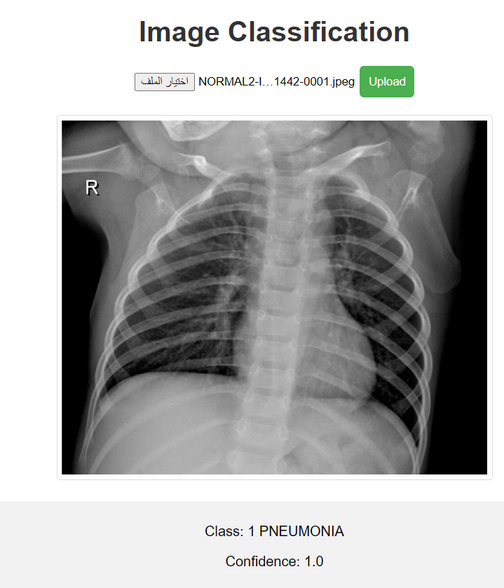 Image Classification
اختيار الملف NORMAL2-I...1442-0001.jpeg Upload
R
Class: 1 PNEUMONIA
Confidence: 1.0